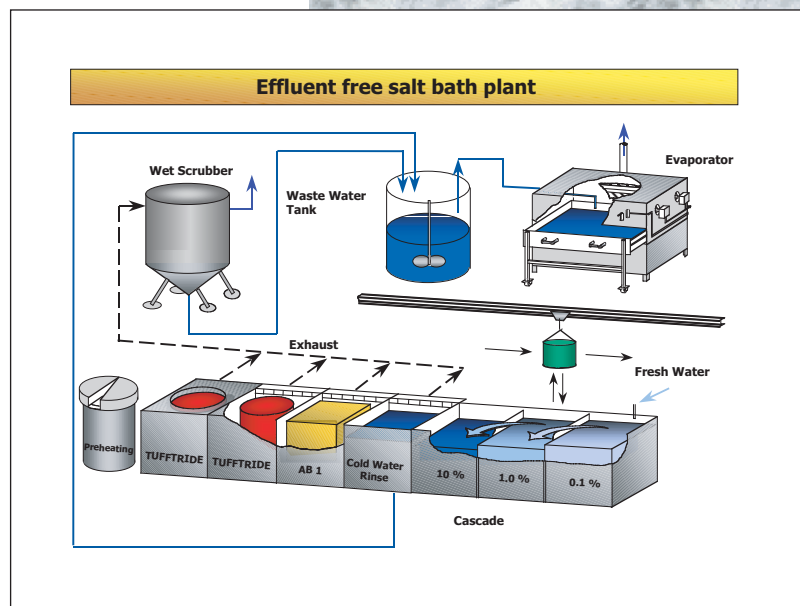 Effluent free salt bath plant
Wet Scrubber
Evaporator
Waste Water
Tank
Exhaust
Fresh Water
Preheating
TUFFTRIDE
TUFFTRIDE
AB 1
Cold Water
Rinse
10 %
1.0 %
0.1 %
Cascade